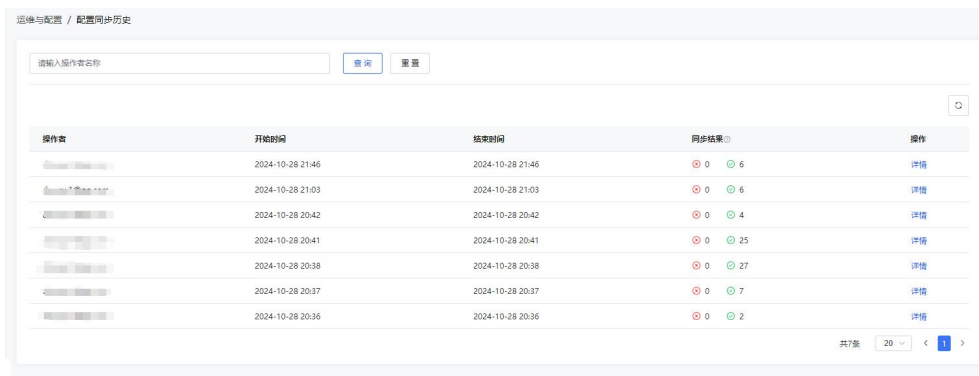 运维与配置 / 配置同步历史
请输入操作者名称 查询 重置
操作者 开始时间 结束时间 同步结果 操作
2024-10-28 21:46 2024-10-28 21:46 0 6 详情
2024-10-28 21:03 2024-10-28 21:03 0 6 详情
2024-10-28 20:42 2024-10-28 20:42 0 4 详情
2024-10-28 20:41 2024-10-28 20:41 0 25 详情
2024-10-28 20:38 2024-10-28 20:38 0 27 详情
2024-10-28 20:37 2024-10-28 20:37 0 7 详情
2024-10-28 20:36 2024-10-28 20:36 0 2 详情
共7条 20 < 1 >